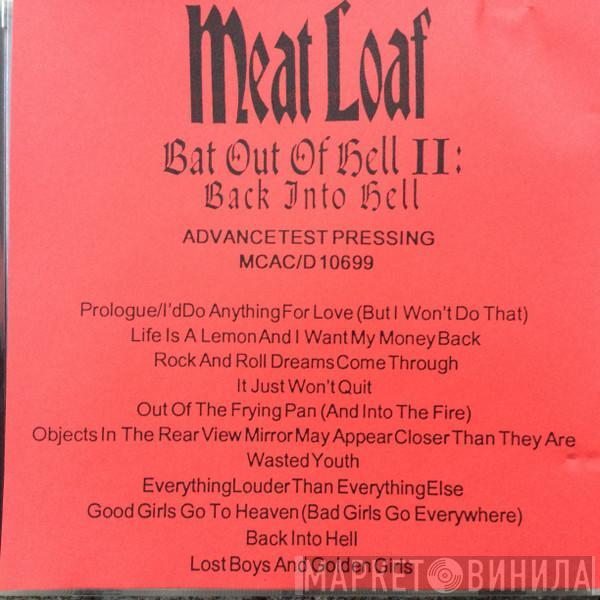 Meat Loaf
Bat Out Of Hell II:
Back Into Hell
ADVANCETEST PRESSING
MCAC/D 10699
Prologue/I'dDo AnythingFor Love (But I Won't Do That)
Life Is A Lemon And I Want My Money Back
Rock And Roll Dreams Come Through
It Just Won't Quit
Out Of The Frying Pan (And Into The Fire)
Objects In The Rear View Mirror May Appear Closer Than They Are
Wasted Youth
EverythingLouder Than EverythingElse
Good Girls Go To Heaven (Bad Girls Go Everywhere)
Back Into Hell
Lost Boys And Golden Girls
МАРКЕТ ВИНИЛА